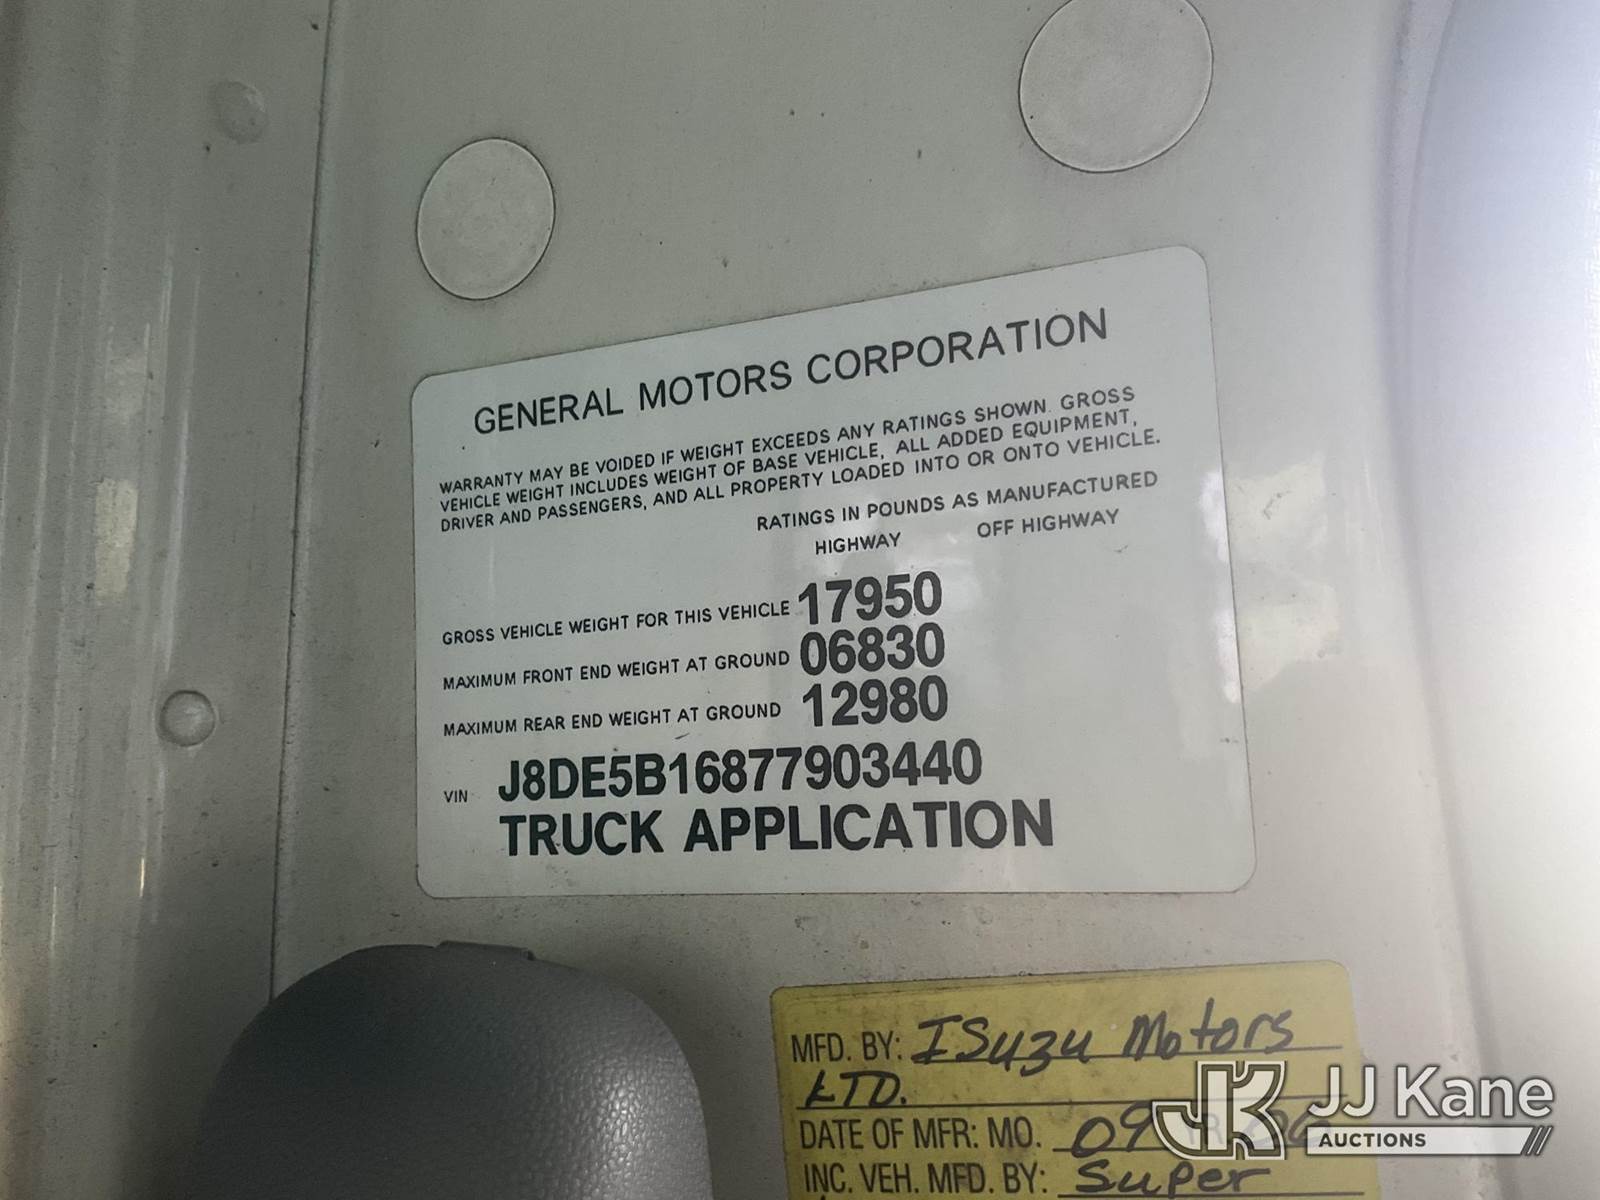 GENERAL MOTORS CORPORATION
WARRANTY MAY BE VOIDED IF WEIGHT EXCEEDS ANY RATINGS SHOWN. GROSS
VEHICLE WEIGHT INCLUDES WEIGHT OF BASE VEHICLE, ALL ADDED EQUIPMENT,
DRIVER AND PASSENGERS, AND ALL PROPERTY LOADED INTO OR ONTO VEHICLE.
RATINGS IN POUNDS AS MANUFACTURED
HIGHWAY OFF HIGHWAY
GROSS VEHICLE WEIGHT FOR THIS VEHICLE 17950
MAXIMUM FRONT END WEIGHT AT GROUND 06830
MAXIMUM REAR END WEIGHT AT GROUND 12980
VIN J8DE5B16877903440
TRUCK APPLICATION
MFD. BY: ISuzu Motors
LTD.
DATE OF MFR: MO. 09 YR. 06
INC. VEH. MFD. BY: Super
JK JJ Kane
AUCTIONS